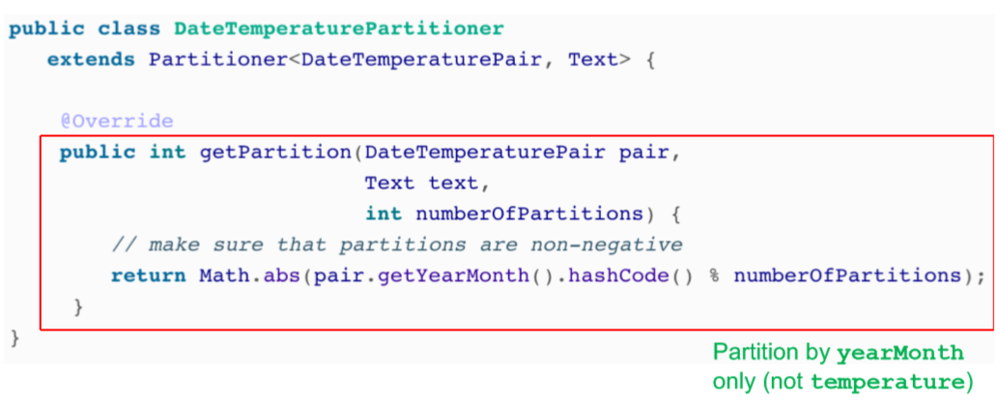 public class DateTemperaturePartitioner
extends Partitioner<DateTemperaturePair, Text> {
@Override
public int getPartition(DateTemperaturePair pair,
Text text,
int numberOfPartitions) {
// make sure that partitions are non-negative
return Math.abs(pair.getYearMonth().hashCode() % numberOfPartitions);
}
}
Partition by yearMonth
only (not temperature)